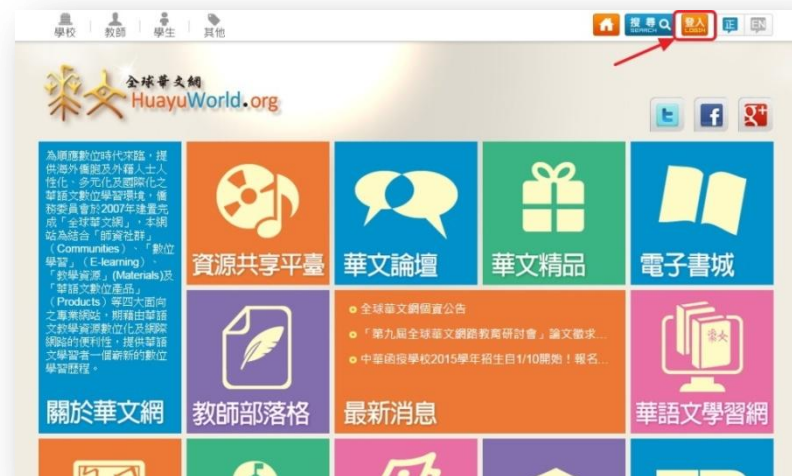 學校 教師 學生 其他
搜尋 SEARCH 登入 LOGIN 正 EN
全球華文網
HuayuWorld.org
為順應數位時代來臨，提
供海外僑胞及外籍人士人
性化、多元化及國際化之
華語文數位學習環境，僑
務委員會於2007年建置完
成「全球華文網」，本網
站為結合「師資社群」
（Communities）、「數位
學習」（E-learning）、
「教學資源」(Materials)及
「華語文數位產品」
（Products）等四大面向
之專業網站，期藉由華語
文教學資源數位化及網際
網路的便利性，提供華語
文學習者一個嶄新的數位
學習歷程。
關於華文網
資源共享平臺
華文論壇
華文精品
電子書城
教師部落格
全球華文網個資公告
「第九屆全球華文網路教育研討會」論文徵求...
中華函授學校2015學年招生自1/10開始！報名...
最新消息
華語文學習網